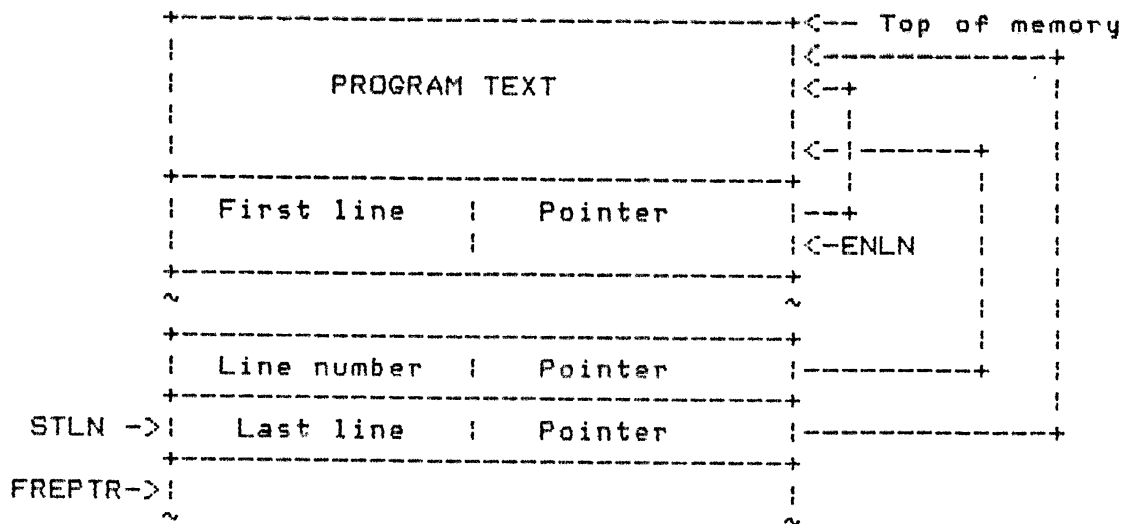 <-- Top of memory
PROGRAM TEXT
First line Pointer
<-ENLN
Line number Pointer
STLN -> Last line Pointer
FREPTR->